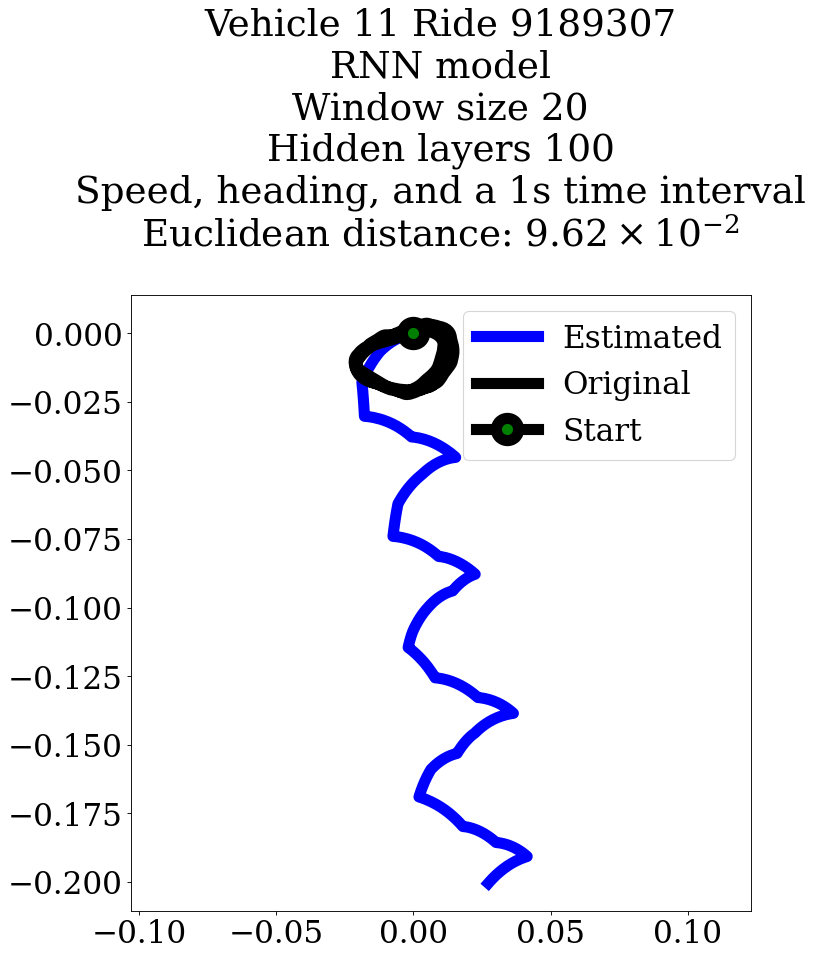 Vehicle 11 Ride 9189307
RNN model
Window size 20
Hidden layers 100
Speed, heading, and a 1s time interval
Euclidean distance: 9.62 × 10⁻²
Estimated
Original
Start
0.000
−0.025
−0.050
−0.075
−0.100
−0.125
−0.150
−0.175
−0.200
−0.10 −0.05 0.00 0.05 0.10